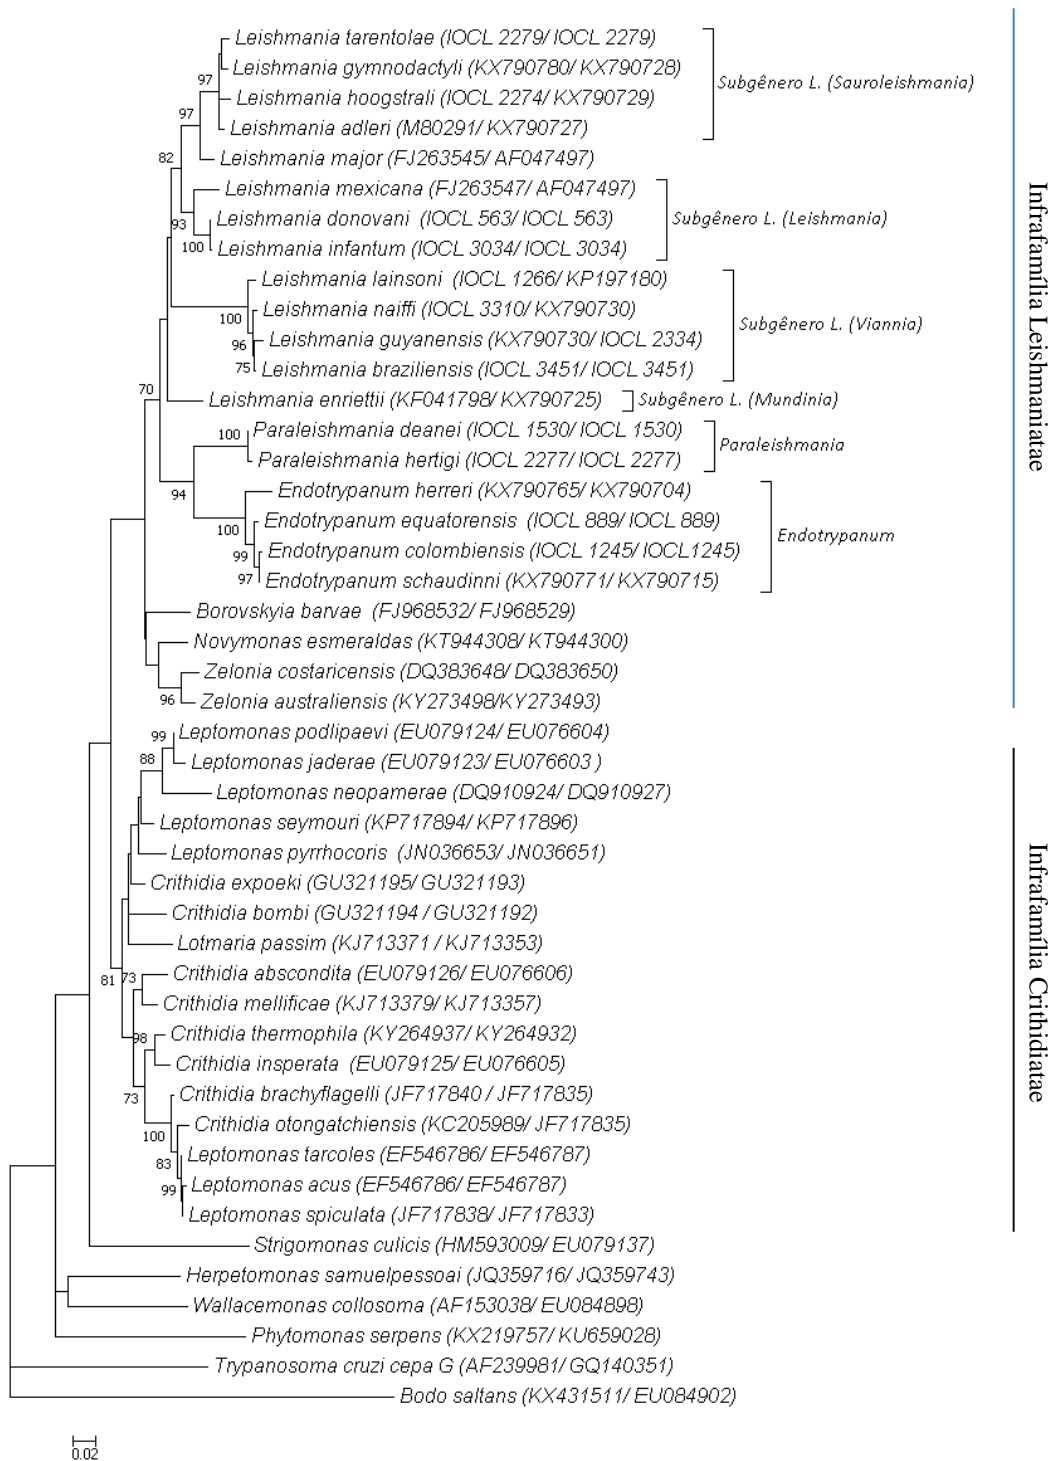 Leishmania tarentolae (IOCL 2279/ IOCL 2279)
97
Leishmania gymnodactyli (KX790780/ KX790728)
Subgênero L. (Sauroleishmania)
Leishmania hoogstrali (IOCL 2274/ KX790729)
97
Leishmania adleri (M80291/ KX790727)
82
Leishmania major (FJ263545/ AF047497)
Leishmania mexicana (FJ263547/ AF047497)
93
Leishmania donovani (IOCL 563/ IOCL 563)
Subgênero L. (Leishmania)
100
Leishmania infantum (IOCL 3034/ IOCL 3034)
Leishmania lainsoni (IOCL 1266/ KP197180)
Leishmania naiffi (IOCL 3310/ KX790730)
100
Subgênero L. (Viannia)
96
Leishmania guyanensis (KX790730/ IOCL 2334)
75
Leishmania braziliensis (IOCL 3451/ IOCL 3451)
70
Leishmania enriettii (KF041798/ KX790725)
Subgênero L. (Mundinia)
100
Paraleishmania deanei (IOCL 1530/ IOCL 1530)
Paraleishmania
Paraleishmania hertigi (IOCL 2277/ IOCL 2277)
94
Endotrypanum herreri (KX790765/ KX790704)
100
Endotrypanum equatorensis (IOCL 889/ IOCL 889)
Endotrypanum
99
Endotrypanum colombiensis (IOCL 1245/ IOCL1245)
97
Endotrypanum schaudinni (KX790771/ KX790715)
Borovskyia barvae (FJ968532/ FJ968529)
Novymonas esmeraldas (KT944308/ KT944300)
Zelonia costaricensis (DQ383648/ DQ383650)
96
Zelonia australiensis (KY273498/KY273493)
Infrafamília Leishmaniatae
99
Leptomonas podlipaevi (EU079124/ EU076604)
88
Leptomonas jaderae (EU079123/ EU076603 )
Leptomonas neopamerae (DQ910924/ DQ910927)
Leptomonas seymouri (KP717894/ KP717896)
Leptomonas pyrrhocoris (JN036653/ JN036651)
Crithidia expoeki (GU321195/ GU321193)
Crithidia bombi (GU321194 / GU321192)
Lotmaria passim (KJ713371 / KJ713353)
81
73
Crithidia abscondita (EU079126/ EU076606)
Crithidia mellificae (KJ713379/ KJ713357)
98
Crithidia thermophila (KY264937/ KY264932)
Crithidia insperata (EU079125/ EU076605)
73
Crithidia brachyflagelli (JF717840 / JF717835)
100
Crithidia otongatchiensis (KC205989/ JF717835)
83
Leptomonas tarcoles (EF546786/ EF546787)
99
Leptomonas acus (EF546786/ EF546787)
Leptomonas spiculata (JF717838/ JF717833)
Infrafamília Crithidiatae
Strigomonas culicis (HM593009/ EU079137)
Herpetomonas samuelpessoai (JQ359716/ JQ359743)
Wallacemonas collosoma (AF153038/ EU084898)
Phytomonas serpens (KX219757/ KU659028)
Trypanosoma cruzi cepa G (AF239981/ GQ140351)
Bodo saltans (KX431511/ EU084902)
0.02